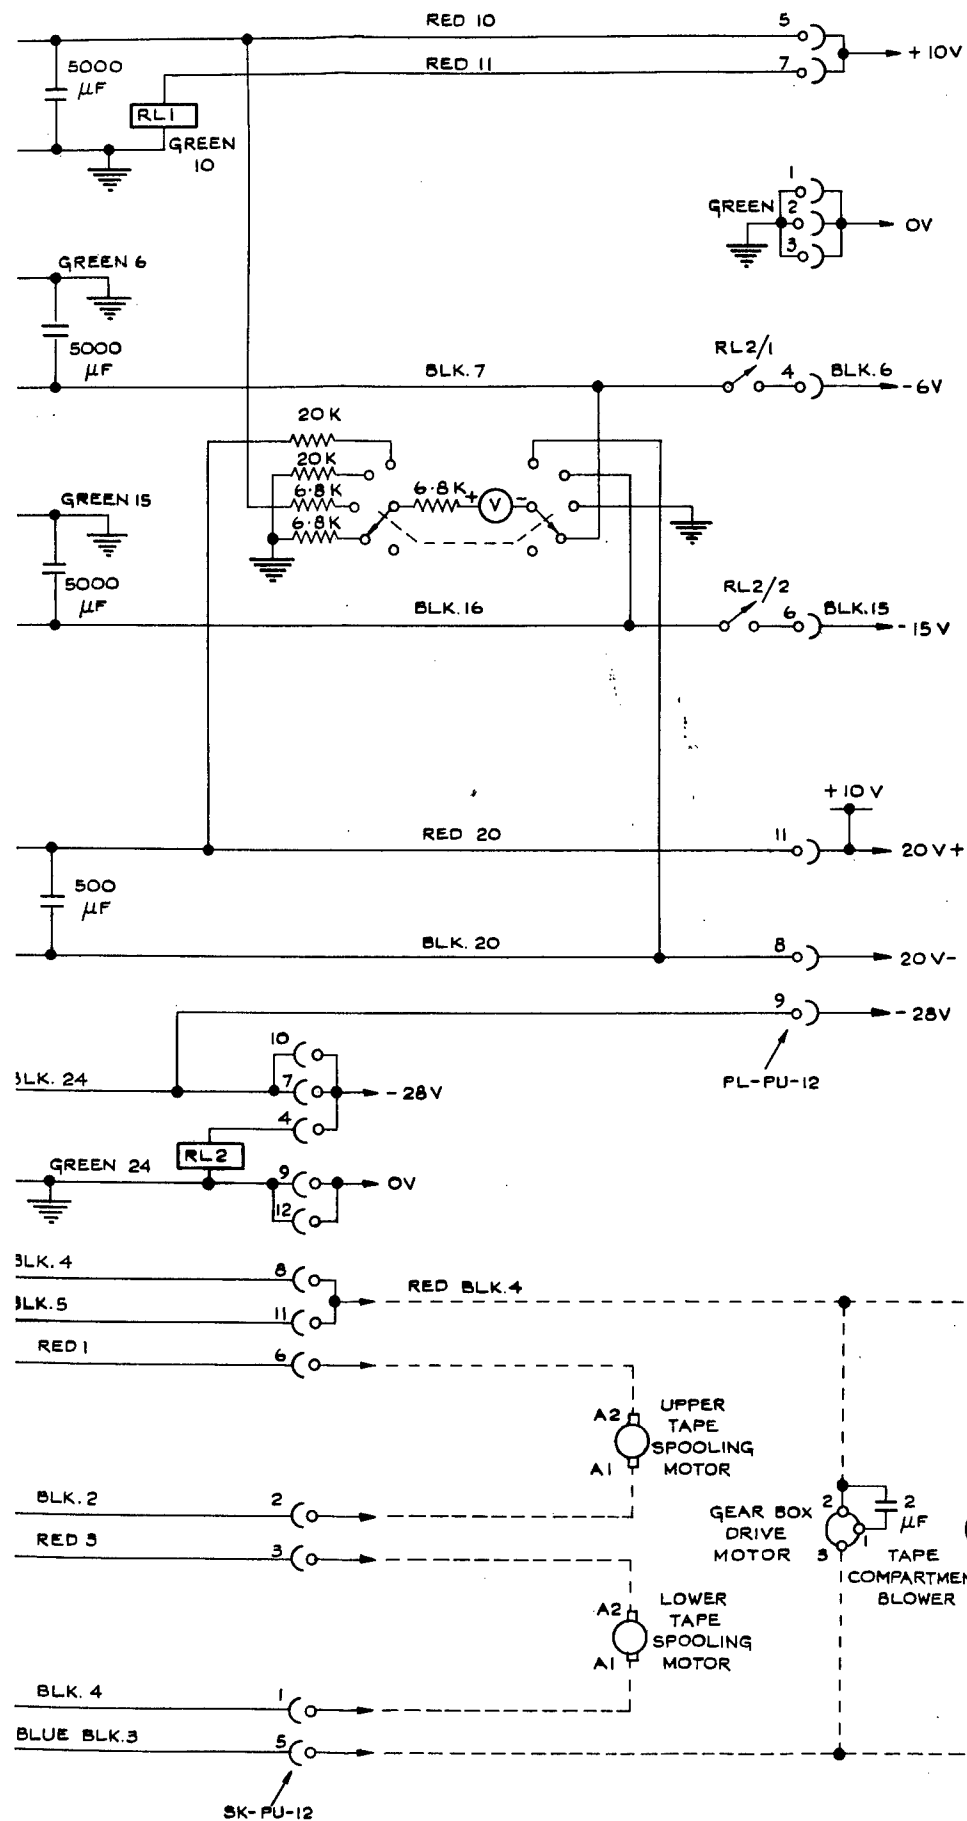 RED 10
5
+10V
5000
µF
RED 11
7
RL1
GREEN
10
1
GREEN
2
0V
3
GREEN 6
5000
µF
RL2/1
BLK.7
4
BLK.6
-6V
20K
20K
6.8K
6.8K
+
V
-
GREEN 15
6.8K
5000
µF
RL2/2
BLK.16
6
BLK.15
-15V
+10V
RED 20
11
20V+
500
µF
BLK.20
8
20V-
9
-28V
PL-PU-12
10
BLK. 24
7
-28V
4
RL2
GREEN 24
9
0V
12
BLK.4
8
RED BLK.4
BLK.5
11
RED 1
6
A2
UPPER
TAPE
SPOOLING
MOTOR
A1
BLK.2
2
RED 3
3
GEAR BOX
DRIVE
MOTOR
2
1
3
2
µF
TAPE
COMPARTMEN
BLOWER
A2
LOWER
TAPE
SPOOLING
MOTOR
A1
BLK. 4
1
BLUE BLK.3
5
SK-PU-12